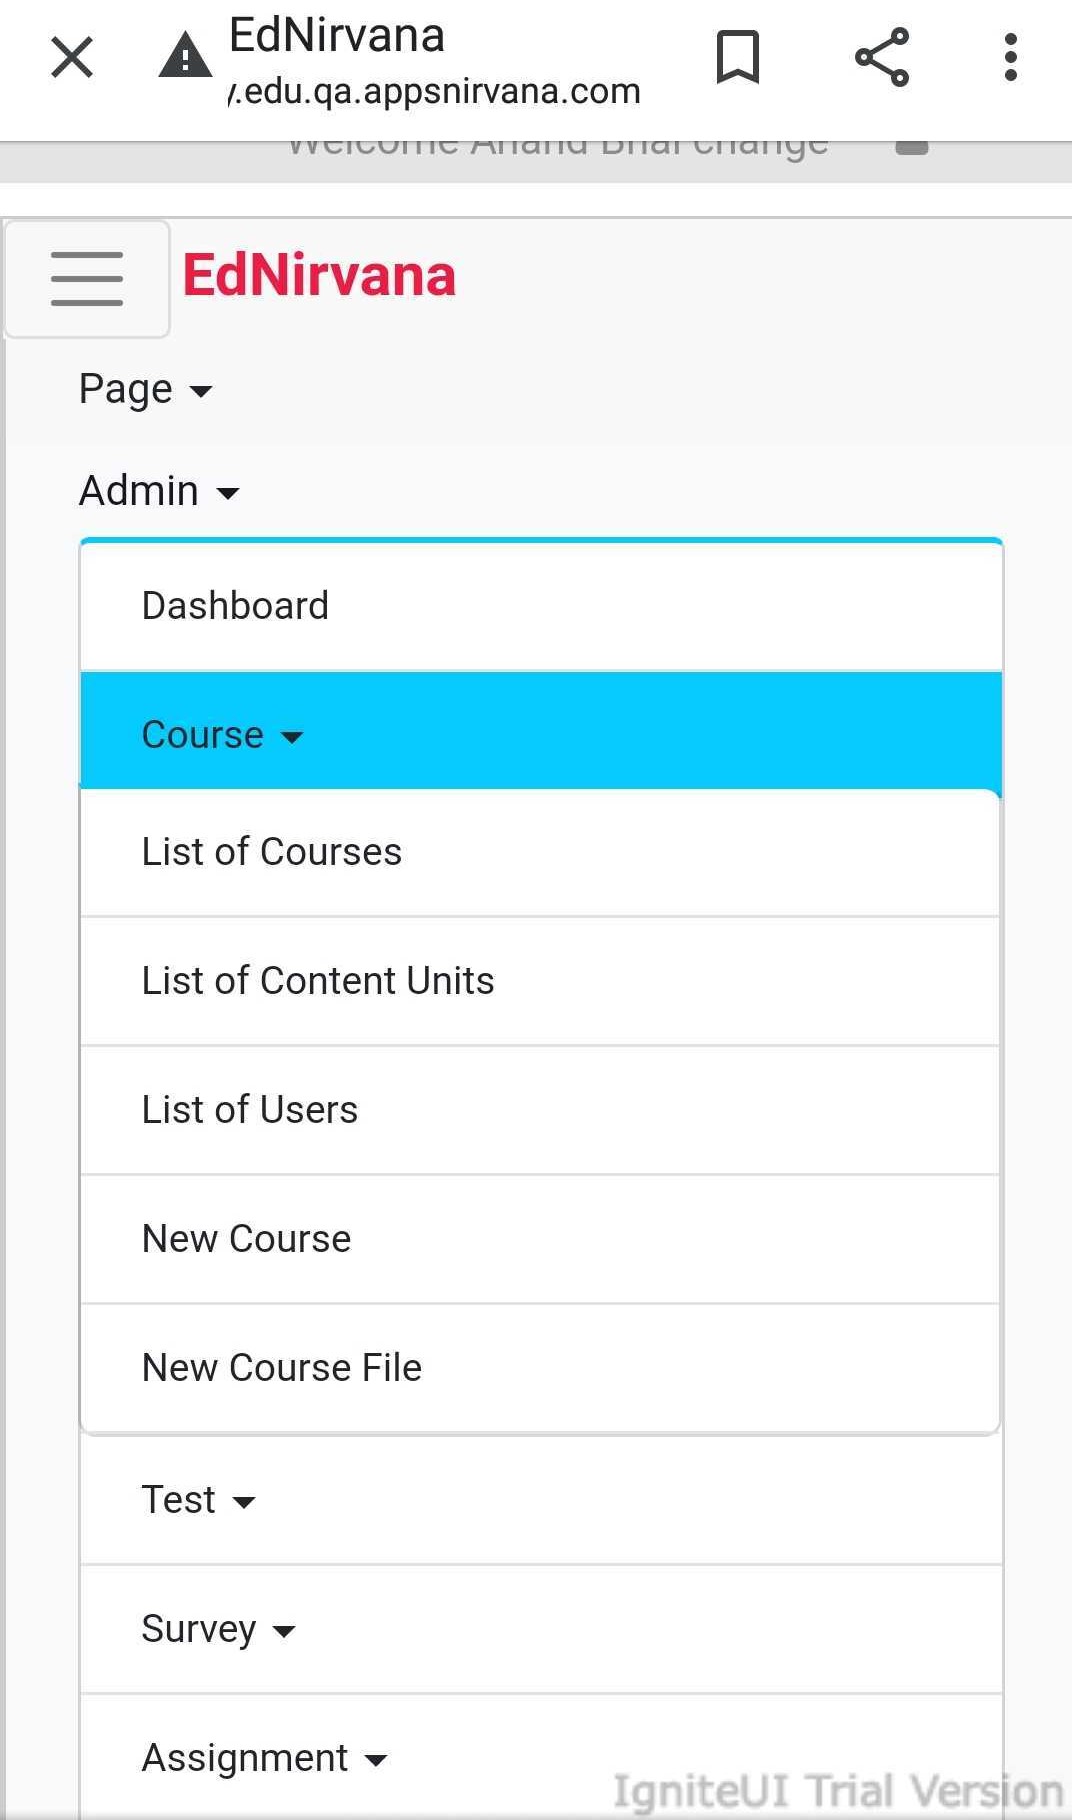 EdNirvana
y.edu.qa.appsnirvana.com
Welcome Anand Bhai change
EdNirvana
Page
Admin
Dashboard
Course
List of Courses
List of Content Units
List of Users
New Course
New Course File
Test
Survey
Assignment
IgniteUI Trial Version